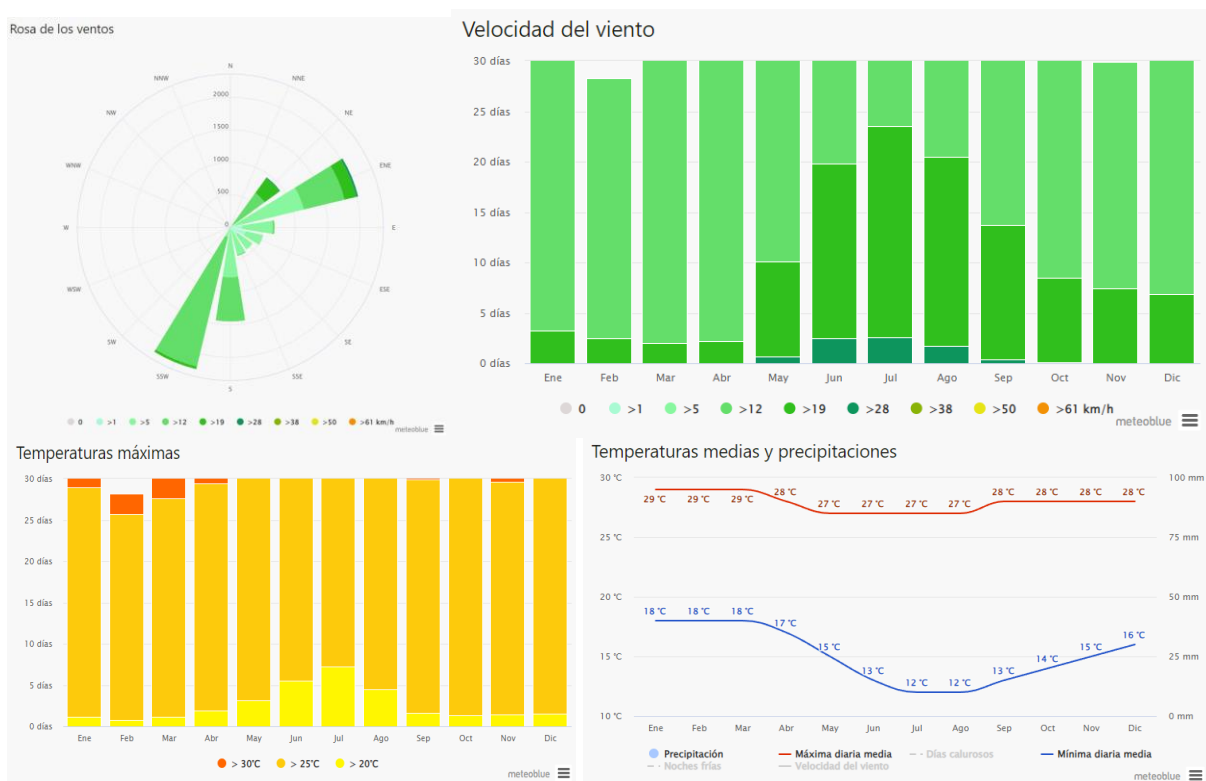 Rosa de los ventos
N
NNW
NNE
2000
NW
NE
1500
WNW
ENE
1000
500
0
W
E
WSW
ESE
SW
SE
SSW
SSE
S
0 >1 >5 >12 >19 >28 >38 >50 >61 km/h
meteoblue
Velocidad del viento
30 días
25 días
20 días
15 días
10 días
5 días
0 días
Ene Feb Mar Abr May Jun Jul Ago Sep Oct Nov Dic
0 >1 >5 >12 >19 >28 >38 >50 >61 km/h
meteoblue
Temperaturas máximas
30 días
25 días
20 días
15 días
10 días
5 días
0 días
Ene Feb Mar Abr May Jun Jul Ago Sep Oct Nov Dic
> 30°C > 25°C > 20°C
meteoblue
Temperaturas medias y precipitaciones
30 °C 100 mm
29 °C 29 °C 29 °C 28 °C 27 °C 27 °C 27 °C 27 °C 28 °C 28 °C 28 °C 28 °C
25 °C 75 mm
20 °C 50 mm
18 °C 18 °C 18 °C 17 °C 15 °C 13 °C 12 °C 12 °C 13 °C 14 °C 15 °C 16 °C
15 °C 25 mm
10 °C 0 mm
Ene Feb Mar Abr May Jun Jul Ago Sep Oct Nov Dic
Precipitación Máxima diaria media Días calurosos Mínima diaria media
Noches frías Velocidad del viento
meteoblue